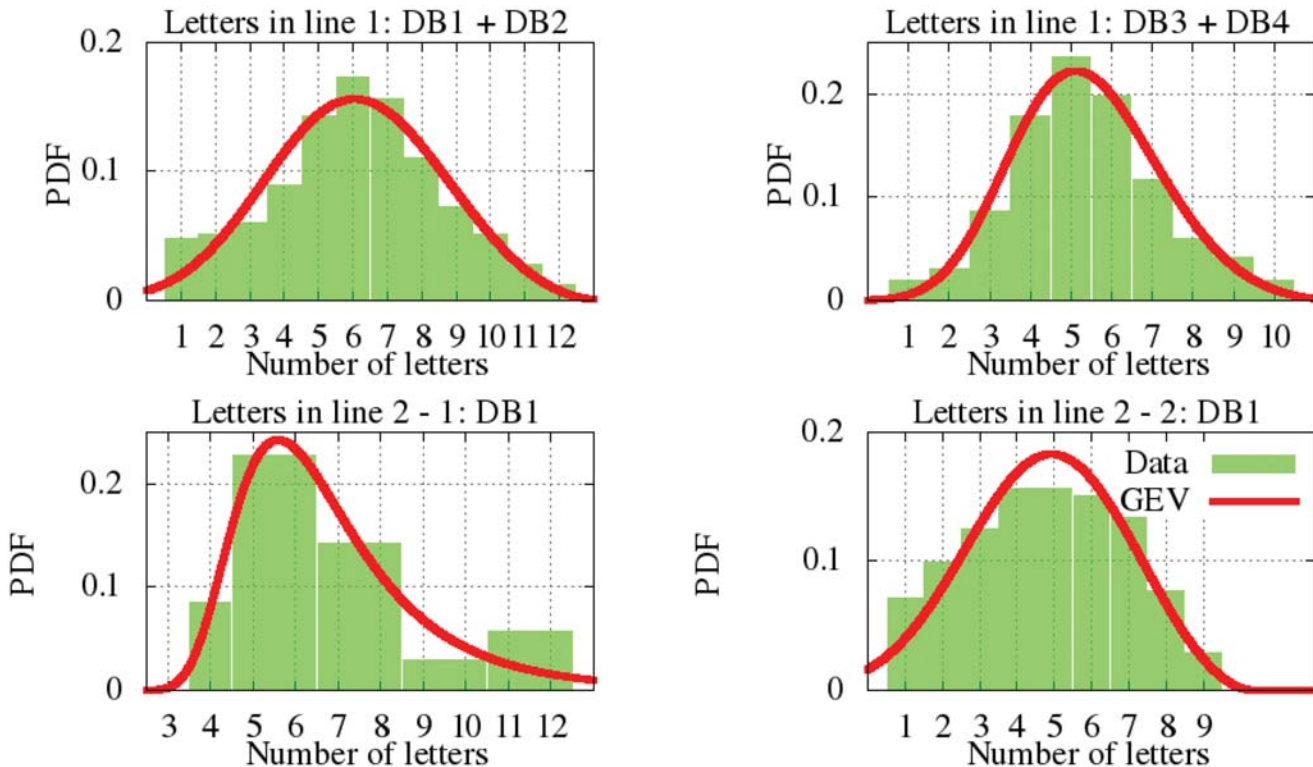 Letters in line 1: DB1 + DB2
0.2
0.1
0
PDF
1 2 3 4 5 6 7 8 9 10 11 12
Number of letters
Letters in line 1: DB3 + DB4
0.2
0.1
0
PDF
1 2 3 4 5 6 7 8 9 10
Number of letters
Letters in line 2 - 1: DB1
0.2
0.1
0
PDF
3 4 5 6 7 8 9 10 11 12
Number of letters
Letters in line 2 - 2: DB1
0.2
0.1
0
PDF
Data
GEV
1 2 3 4 5 6 7 8 9
Number of letters